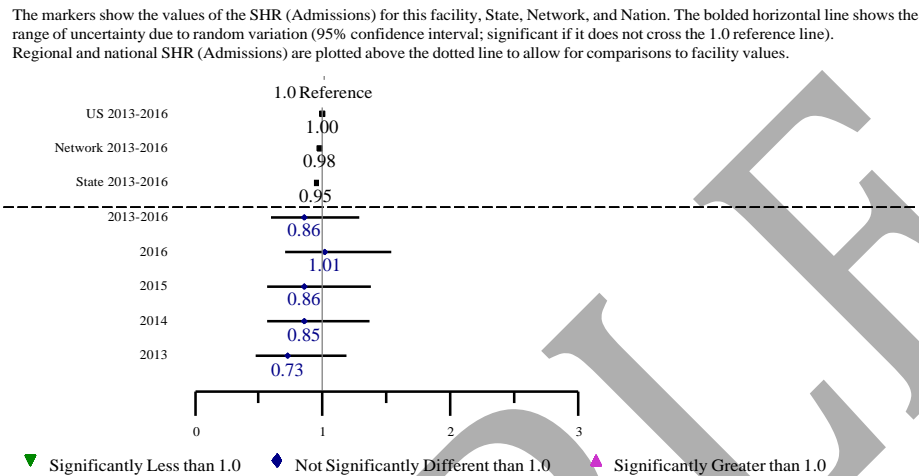 The markers show the values of the SHR (Admissions) for this facility, State, Network, and Nation. The bolded horizontal line shows the
range of uncertainty due to random variation (95% confidence interval; significant if it does not cross the 1.0 reference line).
Regional and national SHR (Admissions) are plotted above the dotted line to allow for comparisons to facility values.
1.0 Reference
US 2013-2016
1.00
Network 2013-2016
0.98
State 2013-2016
0.95
2013-2016
0.86
2016
1.01
2015
0.86
2014
0.85
2013
0.73
0 1 2 3
Significantly Less than 1.0 Not Significantly Different than 1.0 Significantly Greater than 1.0
PLE